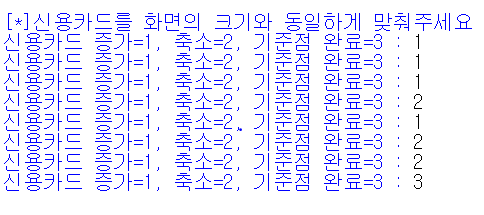 [*]신용카드를 화면의 크기와 동일하게 맞춰주세요
신용카드 증가=1, 축소=2, 기준점 완료=3 : 1
신용카드 증가=1, 축소=2, 기준점 완료=3 : 1
신용카드 증가=1, 축소=2, 기준점 완료=3 : 1
신용카드 증가=1, 축소=2, 기준점 완료=3 : 2
신용카드 증가=1, 축소=2, 기준점 완료=3 : 1
신용카드 증가=1, 축소=2, 기준점 완료=3 : 2
신용카드 증가=1, 축소=2, 기준점 완료=3 : 2
신용카드 증가=1, 축소=2, 기준점 완료=3 : 3